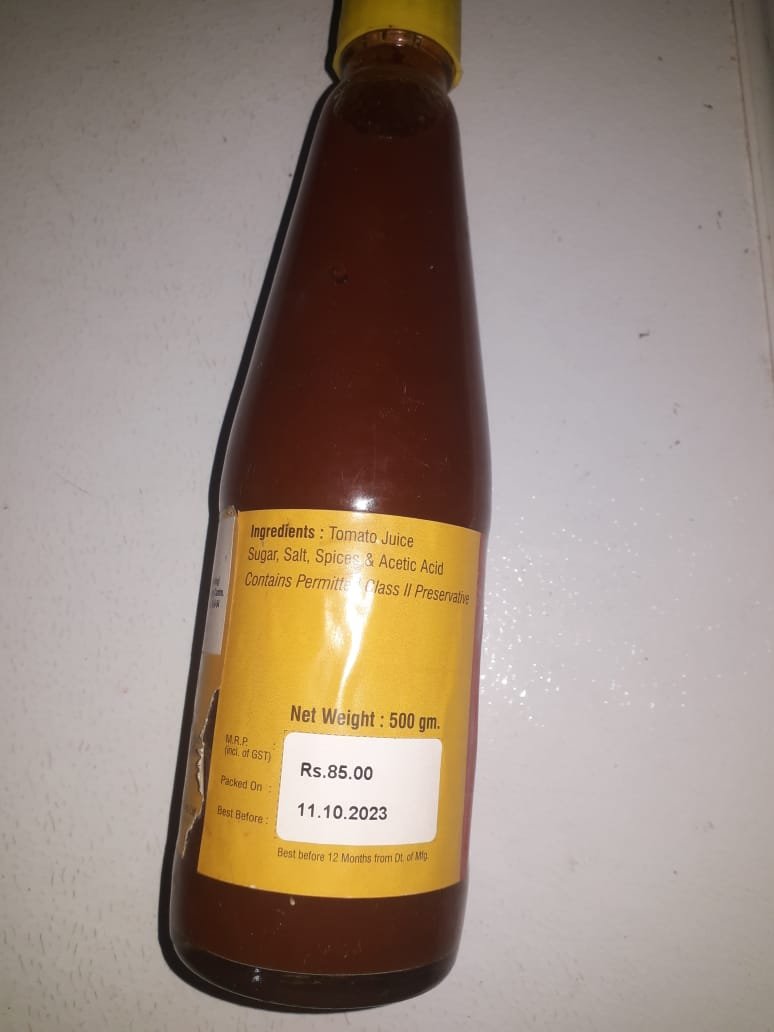 Ingredients : Tomato Juice
Sugar, Salt, Spices & Acetic Acid
Contains Permitted Class II Preservative
Net Weight : 500 gm.
M.R.P. :
(incl. of GST)
Rs.85.00
Packed On :
11.10.2023
Best Before :
Best before 12 Months from Dt. of Mfg.